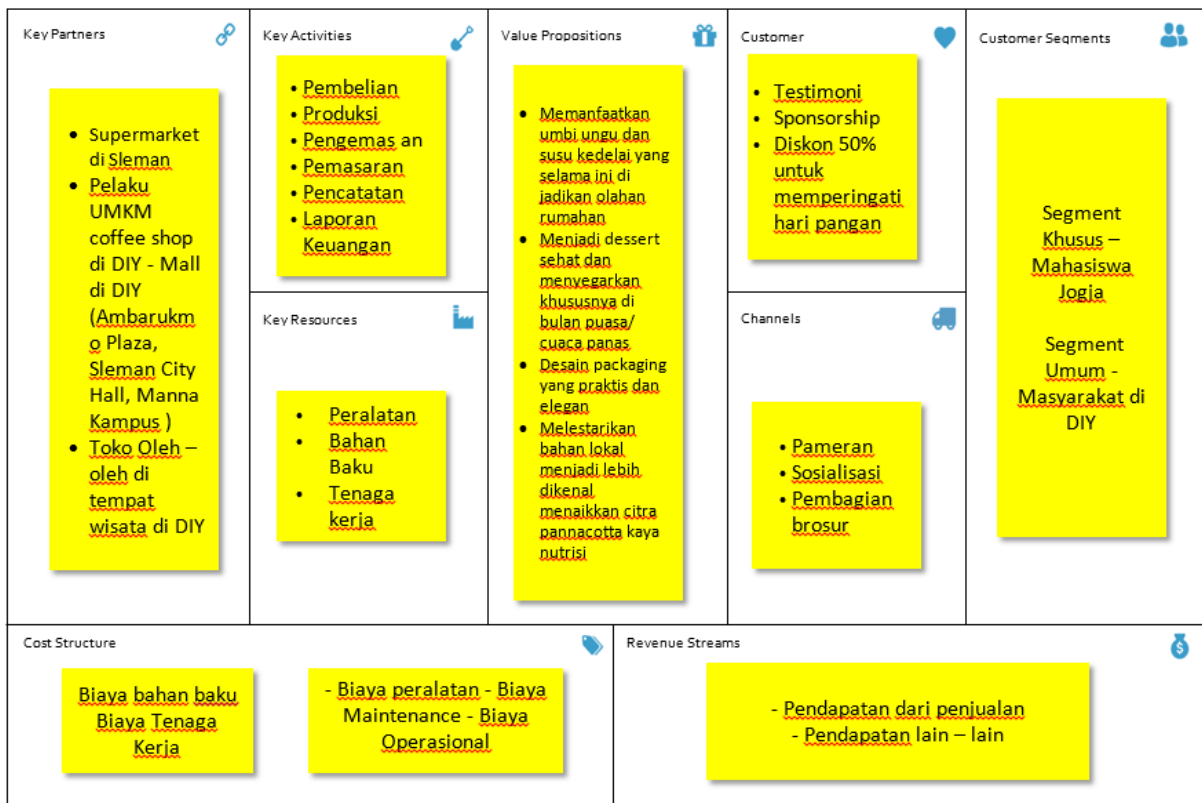 Key Partners
Supermarket
di Sleman
Pelaku
UMKM
coffee shop
di DIY - Mall
di DIY
(Ambarukm
o Plaza,
Sleman City
Hall, Manna
Kampus )
Toko Oleh –
oleh di
tempat
wisata di DIY
Key Activities
• Pembelian
• Produksi
• Pengemas an
• Pemasaran
• Pencatatan
• Laporan
Keuangan
Key Resources
• Peralatan
• Bahan
Baku
• Tenaga
kerja
Value Propositions
• Memanfaatkan
umbi ungu dan
susu kedelai yang
selama ini di
jadikan olahan
rumahan
• Menjadi dessert
sehat dan
menyegarkan
khususnya di
bulan puasa/
cuaca panas
• Desain packaging
yang praktis dan
elegan
• Melestarikan
bahan lokal
menjadi lebih
dikenal
menaikkan citra
pannacotta kaya
nutrisi
Customer
• Testimoni
• Sponsorship
• Diskon 50%
untuk
memperingati
hari pangan
Channels
• Pameran
• Sosialisasi
• Pembagian
brosur
Customer Segments
Segment
Khusus –
Mahasiswa
Jogja
Segment
Umum -
Masyarakat di
DIY
Cost Structure
Biaya bahan baku
Biaya Tenaga
Kerja
- Biaya peralatan - Biaya
Maintenance - Biaya
Operasional
Revenue Streams
- Pendapatan dari penjualan
- Pendapatan lain – lain